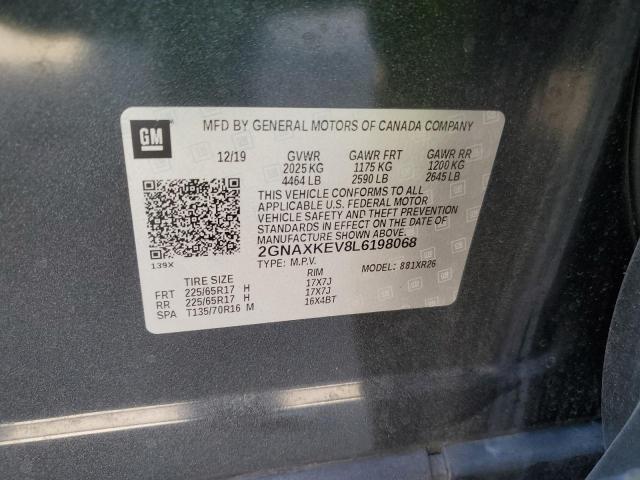 GM
MFD BY GENERAL MOTORS OF CANADA COMPANY
12/19 GVWR GAWR FRT GAWR RR
2025 KG 1175 KG 1200 KG
4464 LB 2590 LB 2645 LB
THIS VEHICLE CONFORMS TO ALL
APPLICABLE U.S. FEDERAL MOTOR
VEHICLE SAFETY AND THEFT PREVENTION
STANDARDS IN EFFECT ON THE DATE OF
MANUFACTURE SHOWN ABOVE.
2GNAXKEV8L6198068
139X TYPE: M.P.V. MODEL: 881XR26
TIRE SIZE RIM
FRT 225/65R17 H 17X7J
RR 225/65R17 H 17X7J
SPA T135/70R16 M 16X4BT